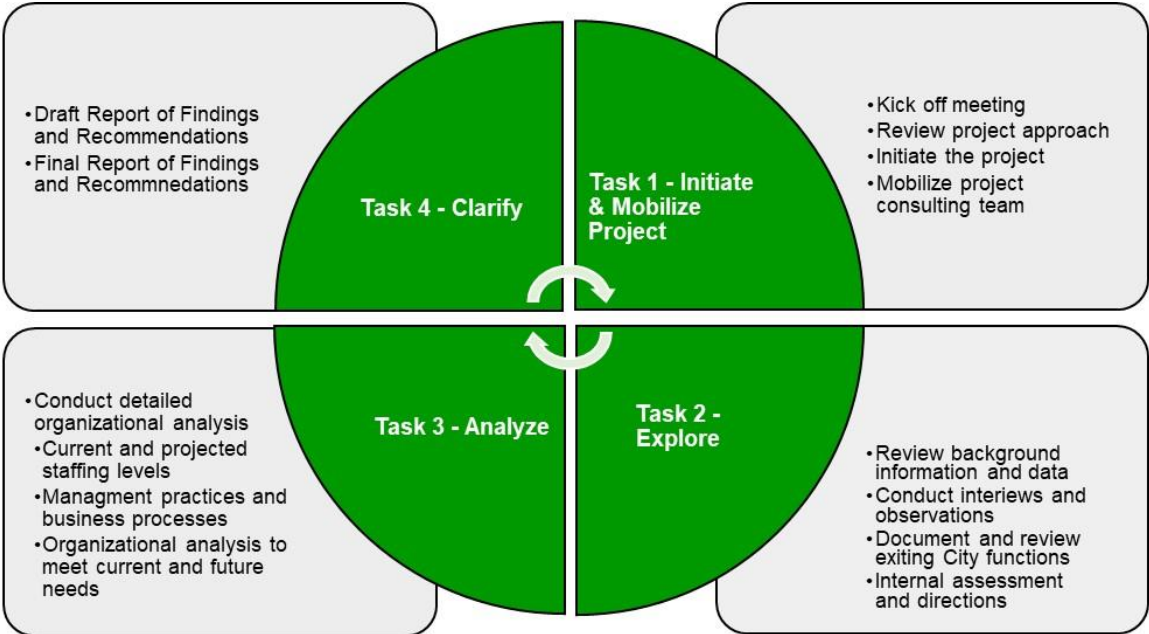 •Draft Report of Findings
and Recommendations
•Final Report of Findings
and Recommnedations
Task 4 - Clarify
Task 1 - Initiate
& Mobilize
Project
•Kick off meeting
•Review project approach
•Initiate the project
•Mobilize project
consulting team
•Conduct detailed
organizational analysis
•Current and projected
staffing levels
•Managment practices and
business processes
•Organizational analysis to
meet current and future
needs
Task 3 - Analyze
Task 2 -
Explore
•Review background
information and data
•Conduct interiews and
observations
•Document and review
exiting City functions
•Internal assessment
and directions